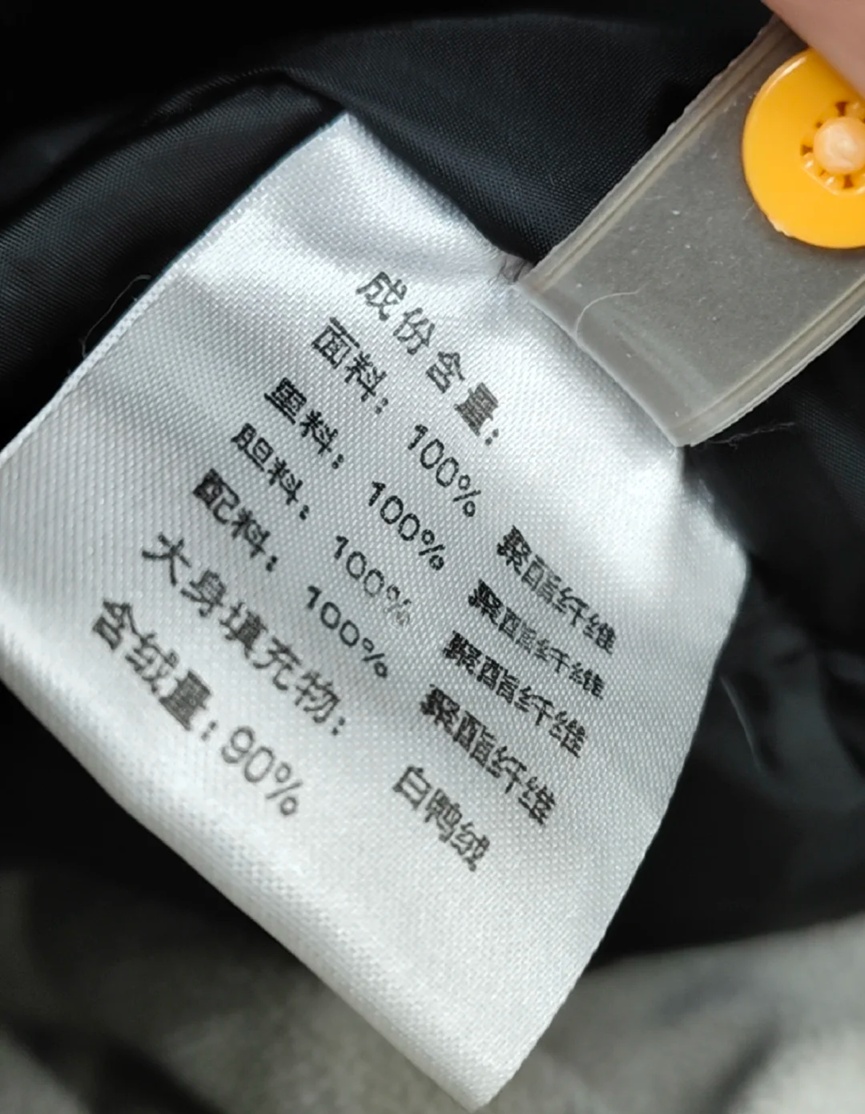 成份含量:
面料: 100% 聚酯纤维
里料: 100% 聚酯纤维
胆料: 100% 聚酯纤维
配料: 100% 聚酯纤维
大身填充物: 白鸭绒
含绒量: 90%